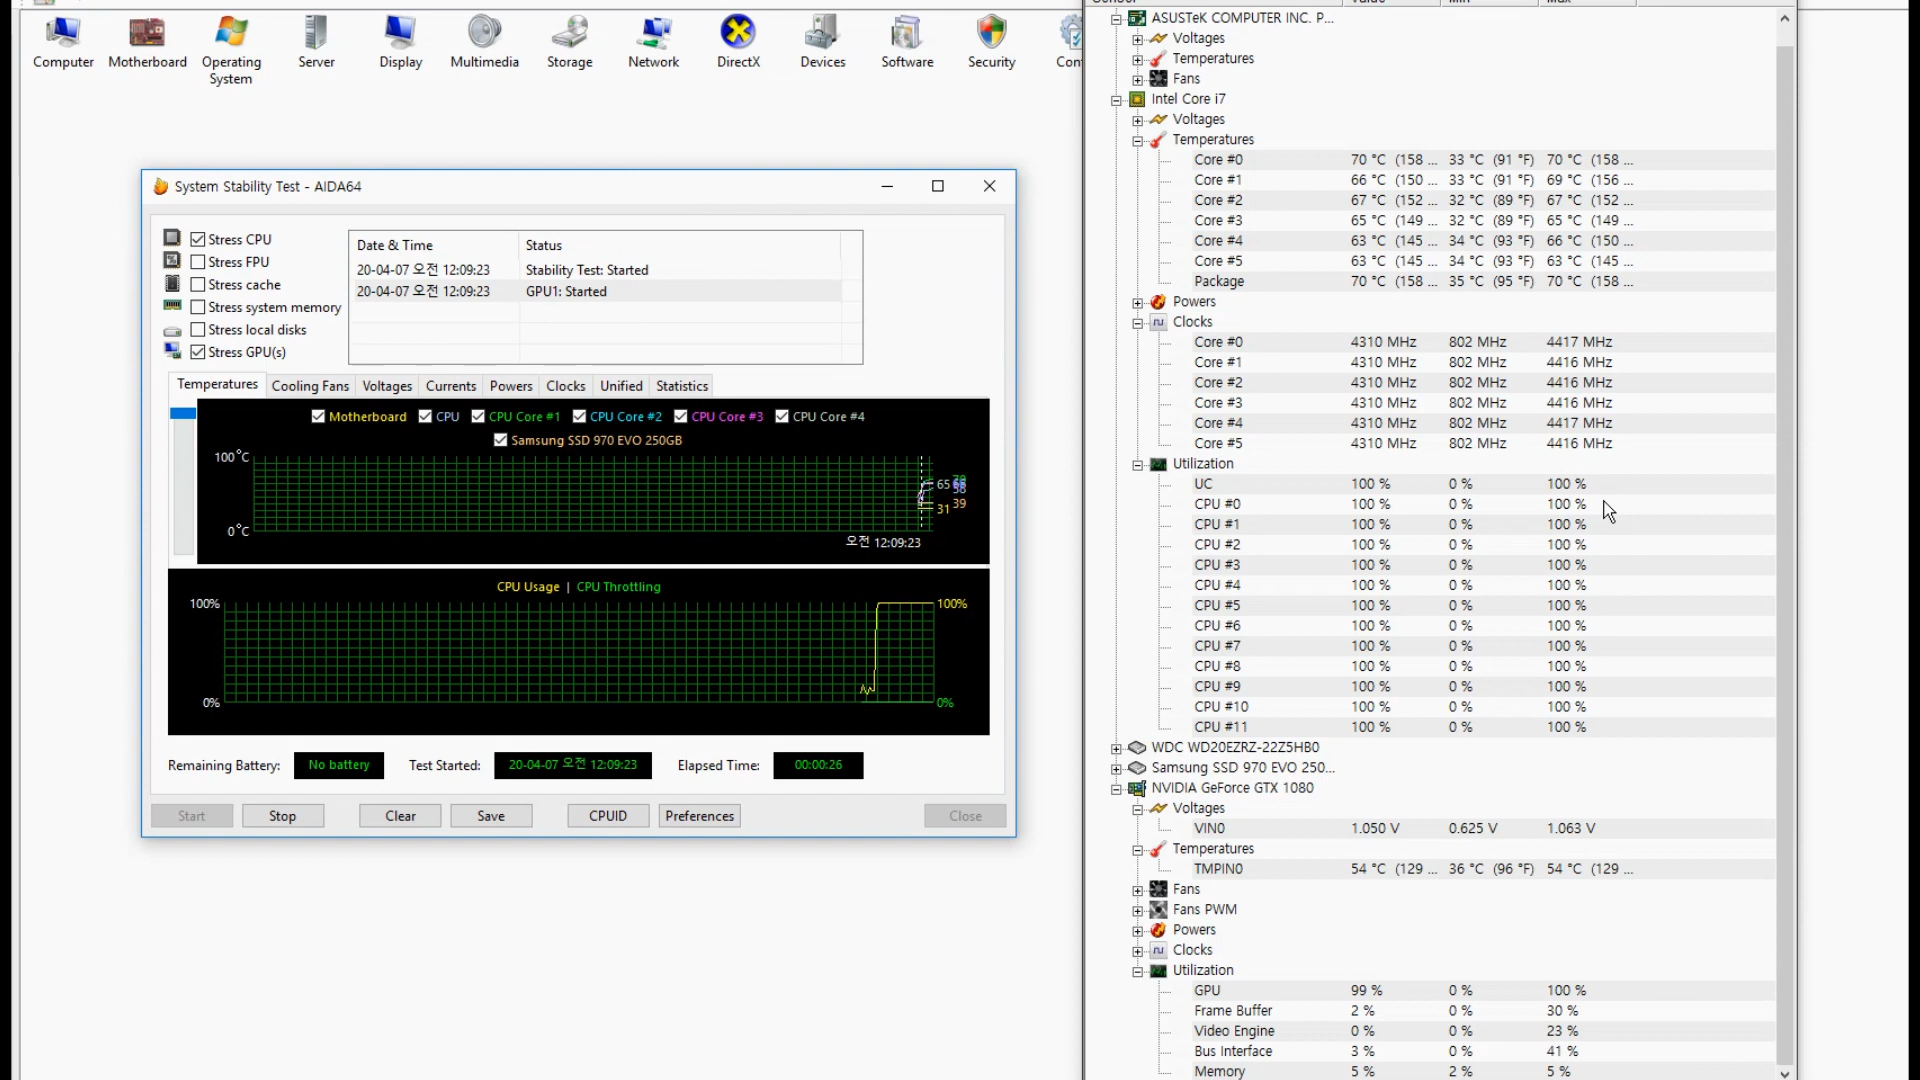 Computer
Motherboard
Operating
System
Server
Display
Multimedia
Storage
Network
DirectX
Devices
Software
Security
System Stability Test - AIDA64
Stress CPU
Stress FPU
Stress cache
Stress system memory
Stress local disks
Stress GPU(s)
Date & Time Status
20-04-07 오전 12:09:23 Stability Test: Started
20-04-07 오전 12:09:23 GPU1: Started
Temperatures Cooling Fans Voltages Currents Powers Clocks Unified Statistics
Motherboard CPU CPU Core #1 CPU Core #2 CPU Core #3 CPU Core #4
Samsung SSD 970 EVO 250GB
100°C
65
39
31
0°C
오전 12:09:23
CPU Usage | CPU Throttling
100% 100%
0% 0%
Remaining Battery: No battery Test Started: 20-04-07 오전 12:09:23 Elapsed Time: 00:00:26
Start Stop Clear Save CPUID Preferences Close
ASUSTeK COMPUTER INC. P...
Voltages
Temperatures
Fans
Intel Core i7
Voltages
Temperatures
Core #0 70 °C (158 ... 33 °C (91 °F) 70 °C (158 ...
Core #1 66 °C (150 ... 33 °C (91 °F) 69 °C (156 ...
Core #2 67 °C (152 ... 32 °C (89 °F) 67 °C (152 ...
Core #3 65 °C (149 ... 32 °C (89 °F) 65 °C (149 ...
Core #4 63 °C (145 ... 34 °C (93 °F) 66 °C (150 ...
Core #5 63 °C (145 ... 34 °C (93 °F) 63 °C (145 ...
Package 70 °C (158 ... 35 °C (95 °F) 70 °C (158 ...
Powers
Clocks
Core #0 4310 MHz 802 MHz 4417 MHz
Core #1 4310 MHz 802 MHz 4416 MHz
Core #2 4310 MHz 802 MHz 4416 MHz
Core #3 4310 MHz 802 MHz 4416 MHz
Core #4 4310 MHz 802 MHz 4417 MHz
Core #5 4310 MHz 802 MHz 4416 MHz
Utilization
UC 100 % 0 % 100 %
CPU #0 100 % 0 % 100 %
CPU #1 100 % 0 % 100 %
CPU #2 100 % 0 % 100 %
CPU #3 100 % 0 % 100 %
CPU #4 100 % 0 % 100 %
CPU #5 100 % 0 % 100 %
CPU #6 100 % 0 % 100 %
CPU #7 100 % 0 % 100 %
CPU #8 100 % 0 % 100 %
CPU #9 100 % 0 % 100 %
CPU #10 100 % 0 % 100 %
CPU #11 100 % 0 % 100 %
WDC WD20EZRZ-22Z5HB0
Samsung SSD 970 EVO 250...
NVIDIA GeForce GTX 1080
Voltages
VIN0 1.050 V 0.625 V 1.063 V
Temperatures
TMPIN0 54 °C (129 ... 36 °C (96 °F) 54 °C (129 ...
Fans
Fans PWM
Powers
Clocks
Utilization
GPU 99 % 0 % 100 %
Frame Buffer 2 % 0 % 30 %
Video Engine 0 % 0 % 23 %
Bus Interface 3 % 0 % 41 %
Memory 5 % 2 % 5 %